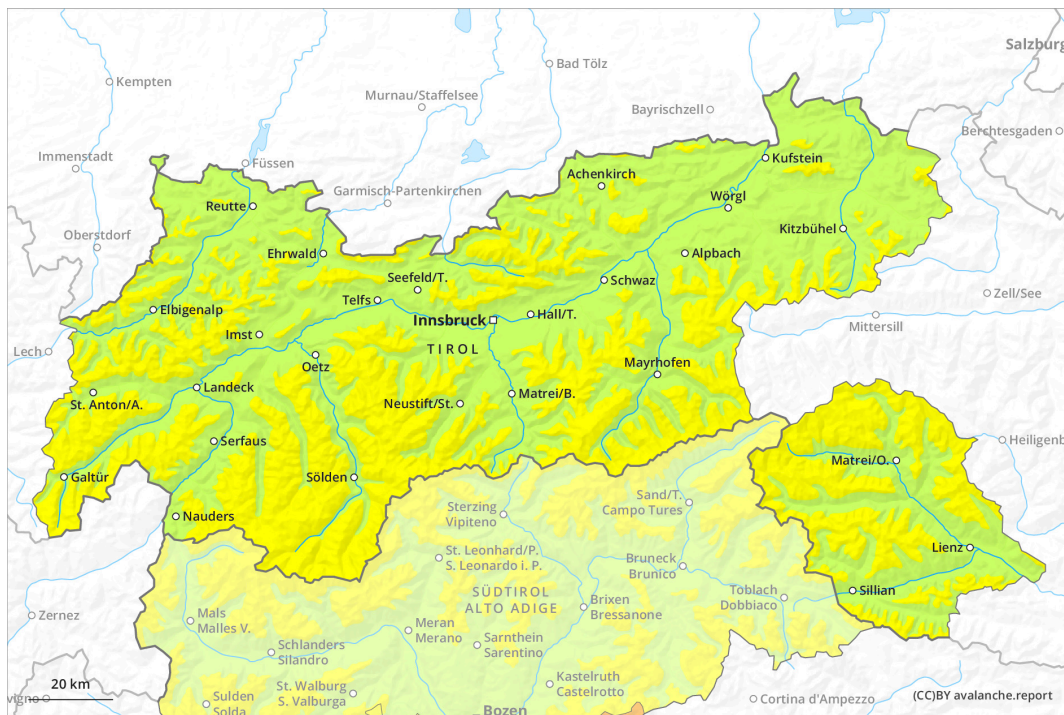 Salzburg
Kempten
Bad Tölz
Murnau/Staffelsee
Bayrischzell
Berchtesgaden
Immenstadt
Füssen
Kufstein
Achenkirch
Garmisch-Partenkirchen
Reutte
Wörgl
Oberstdorf
Kitzbühel
Ehrwald
Alpbach
Seefeld/T.
Schwaz
Zell/See
Telfs
Elbigenalp
Innsbruck
Hall/T.
Mittersill
Imst
Lech
TIROL
Oetz
Mayrhofen
Landeck
St. Anton/A.
Neustift/St.
Matrei/B.
Serfaus
Matrei/O.
Galtür
Sölden
Sand/T.
Campo Tures
Sterzing
Vipiteno
Nauders
Lienz
St. Leonhard/P.
S. Leonardo i. P.
Bruneck
Brunico
SÜDTIROL
ALTO ADIGE
Sillian
Toblach
Dobbiaco
Brixen
Bressanone
Zernez
Mals
Malles V.
Meran
Merano
Sarnthein
Sarentino
Schlanders
Silandro
20 km
St. Walburg
S. Valburga
Kastelruth
Castelrotto
Sulden
Solda
Cortina d'Ampezzo
(CC)BY avalanche.report
Bozen